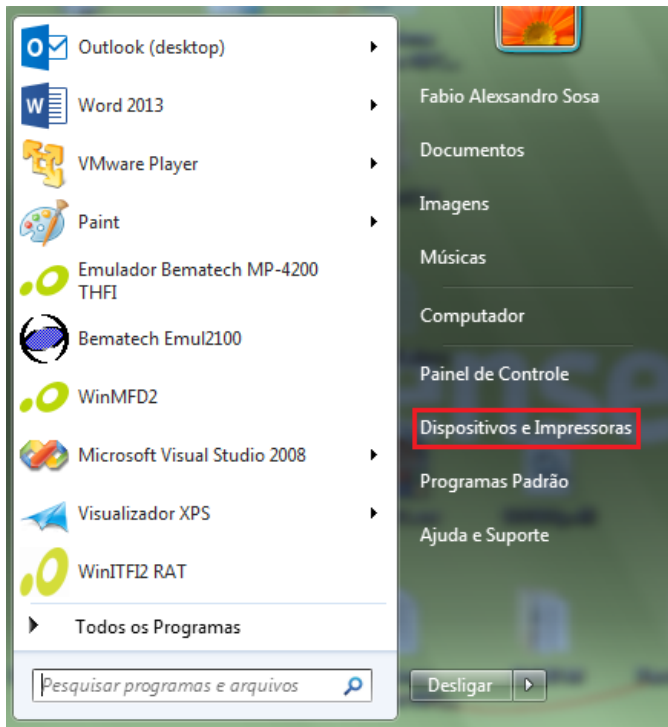 Outlook (desktop)
Word 2013
VMware Player
Paint
Emulador Bematech MP-4200
THFI
Bematech Emul2100
WinMFD2
Microsoft Visual Studio 2008
Visualizador XPS
WinITFI2 RAT
Todos os Programas
Pesquisar programas e arquivos
Fabio Alexsandro Sosa
Documentos
Imagens
Músicas
Computador
Painel de Controle
Dispositivos e Impressoras
Programas Padrão
Ajuda e Suporte
Desligar